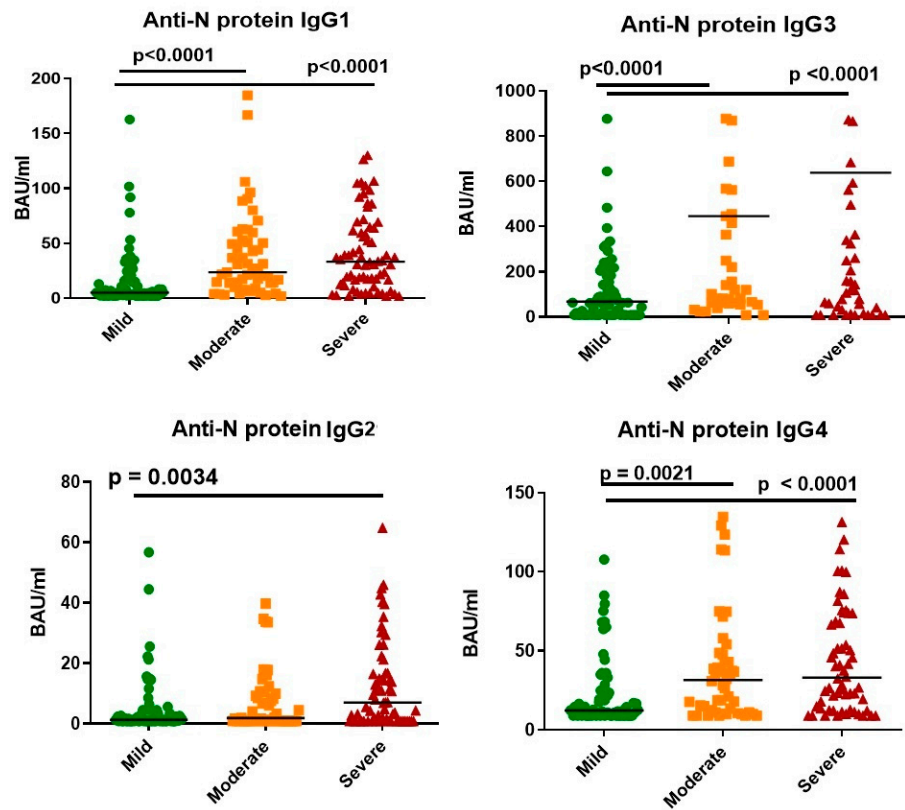 Anti-N protein IgG1
p<0.0001
p<0.0001
200
150
100
50
0
BAU/ml
Mild
Moderate
Severe
Anti-N protein IgG3
p<0.0001
p <0.0001
1000
800
600
400
200
0
BAU/ml
Mild
Moderate
Severe
Anti-N protein IgG2
p = 0.0034
80
60
40
20
0
BAU/ml
Mild
Moderate
Severe
Anti-N protein IgG4
p = 0.0021
p < 0.0001
150
100
50
0
BAU/ml
Mild
Moderate
Severe